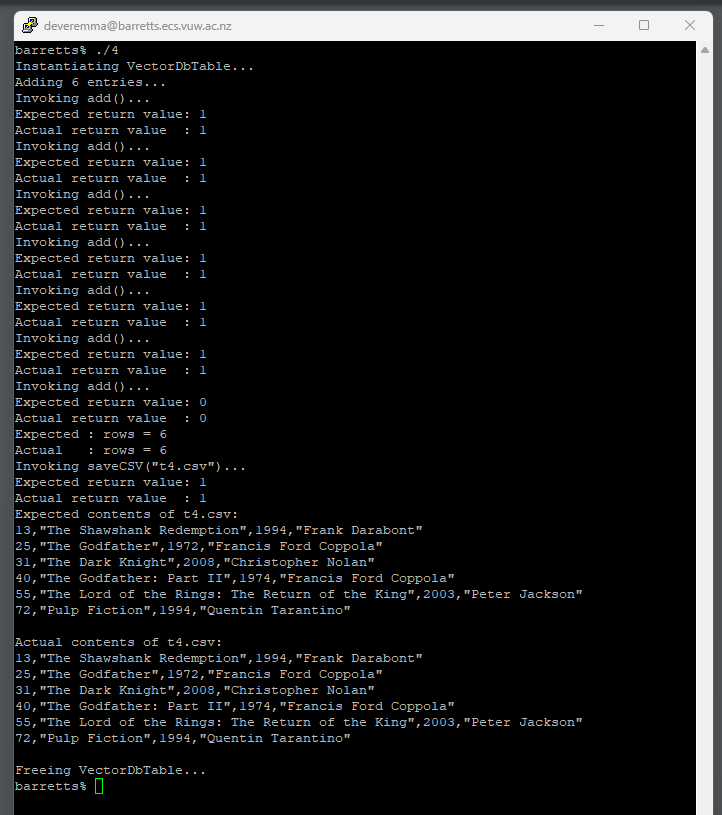 deveremma@barretts.ecs.vuw.ac.nz
barretts% ./4
Instantiating VectorDbTable...
Adding 6 entries...
Invoking add()...
Expected return value: 1
Actual return value  : 1
Invoking add()...
Expected return value: 1
Actual return value  : 1
Invoking add()...
Expected return value: 1
Actual return value  : 1
Invoking add()...
Expected return value: 1
Actual return value  : 1
Invoking add()...
Expected return value: 1
Actual return value  : 1
Invoking add()...
Expected return value: 1
Actual return value  : 1
Invoking add()...
Expected return value: 0
Actual return value  : 0
Expected : rows = 6
Actual   : rows = 6
Invoking saveCSV("t4.csv")...
Expected return value: 1
Actual return value  : 1
Expected contents of t4.csv:
13,"The Shawshank Redemption",1994,"Frank Darabont"
25,"The Godfather",1972,"Francis Ford Coppola"
31,"The Dark Knight",2008,"Christopher Nolan"
40,"The Godfather: Part II",1974,"Francis Ford Coppola"
55,"The Lord of the Rings: The Return of the King",2003,"Peter Jackson"
72,"Pulp Fiction",1994,"Quentin Tarantino"

Actual contents of t4.csv:
13,"The Shawshank Redemption",1994,"Frank Darabont"
25,"The Godfather",1972,"Francis Ford Coppola"
31,"The Dark Knight",2008,"Christopher Nolan"
40,"The Godfather: Part II",1974,"Francis Ford Coppola"
55,"The Lord of the Rings: The Return of the King",2003,"Peter Jackson"
72,"Pulp Fiction",1994,"Quentin Tarantino"

Freeing VectorDbTable...
barretts%